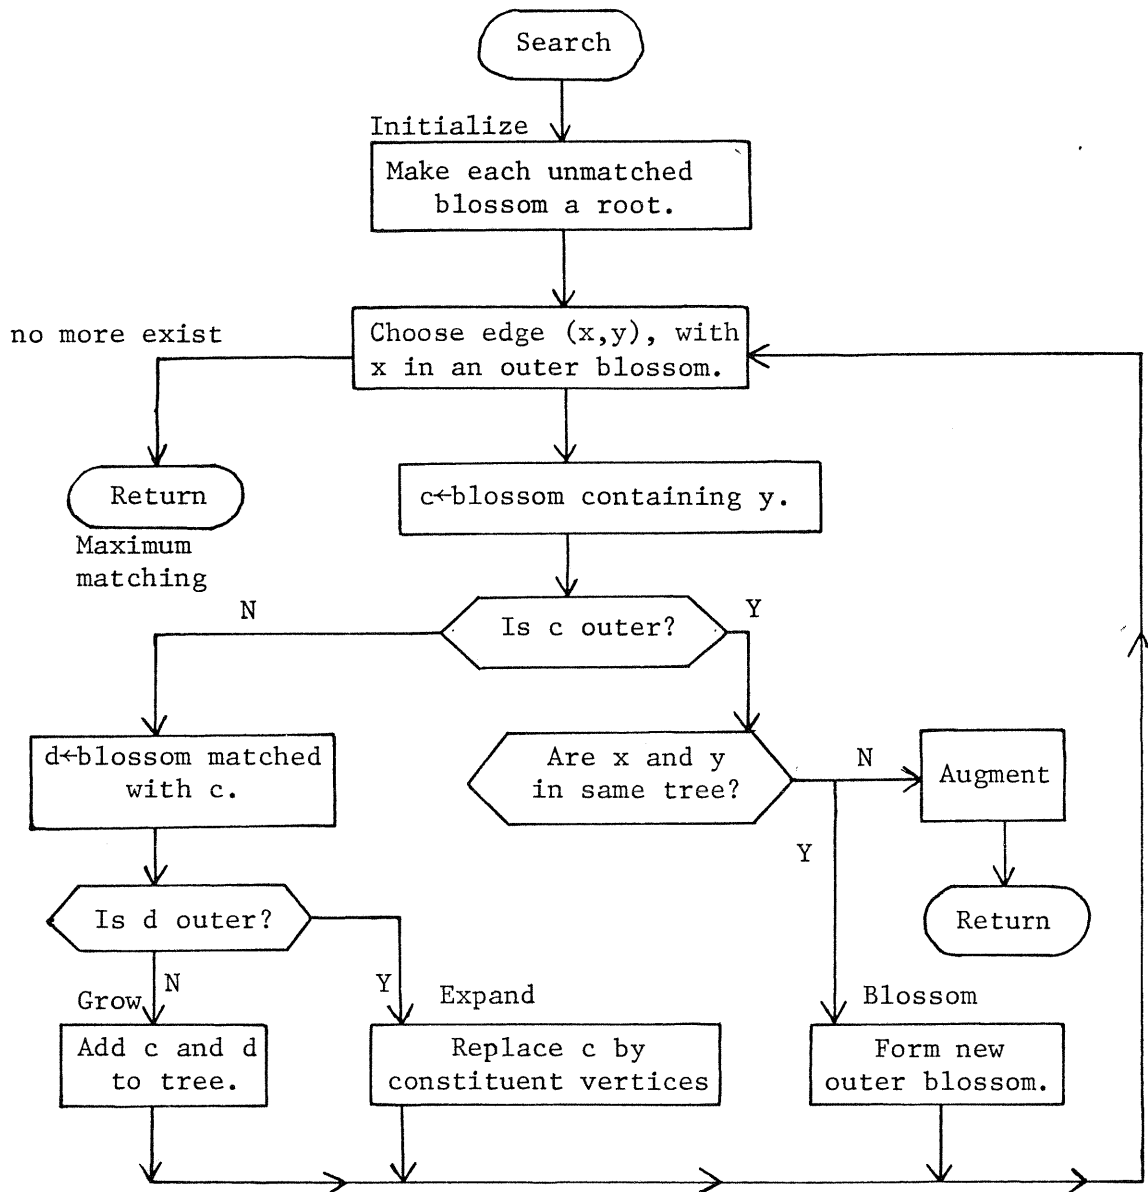 Search
Initialize
Make each unmatched
blossom a root.
no more exist
Choose edge (x,y), with
x in an outer blossom.
Return
Maximum
matching
c←blossom containing y.
N
Is c outer?
Y
d←blossom matched
with c.
Are x and y
in same tree?
N
Augment
Y
Is d outer?
Return
N
Y
Grow
Expand
Blossom
Add c and d
to tree.
Replace c by
constituent vertices
Form new
outer blossom.